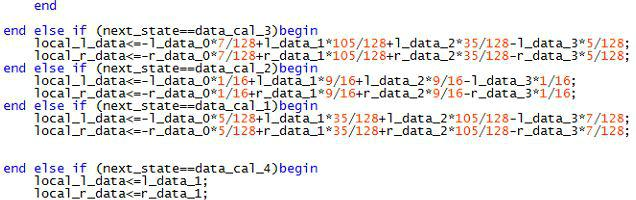 end
end else if (next_state==data_cal_3)begin
local_l_data<=-l_data_0*7/128+l_data_1*105/128+l_data_2*35/128-l_data_3*5/128;
local_r_data<=-r_data_0*7/128+r_data_1*105/128+r_data_2*35/128-r_data_3*5/128;
end else if (next_state==data_cal_2)begin
local_l_data<=-l_data_0*1/16+l_data_1*9/16+l_data_2*9/16-l_data_3*1/16;
local_r_data<=-r_data_0*1/16+r_data_1*9/16+r_data_2*9/16-r_data_3*1/16;
end else if (next_state==data_cal_1)begin
local_l_data<=-l_data_0*5/128+l_data_1*35/128+l_data_2*105/128-l_data_3*7/128;
local_r_data<=-r_data_0*5/128+r_data_1*35/128+r_data_2*105/128-r_data_3*7/128;
end else if (next_state==data_cal_4)begin
local_l_data<=l_data_1;
local_r_data<=r_data_1;